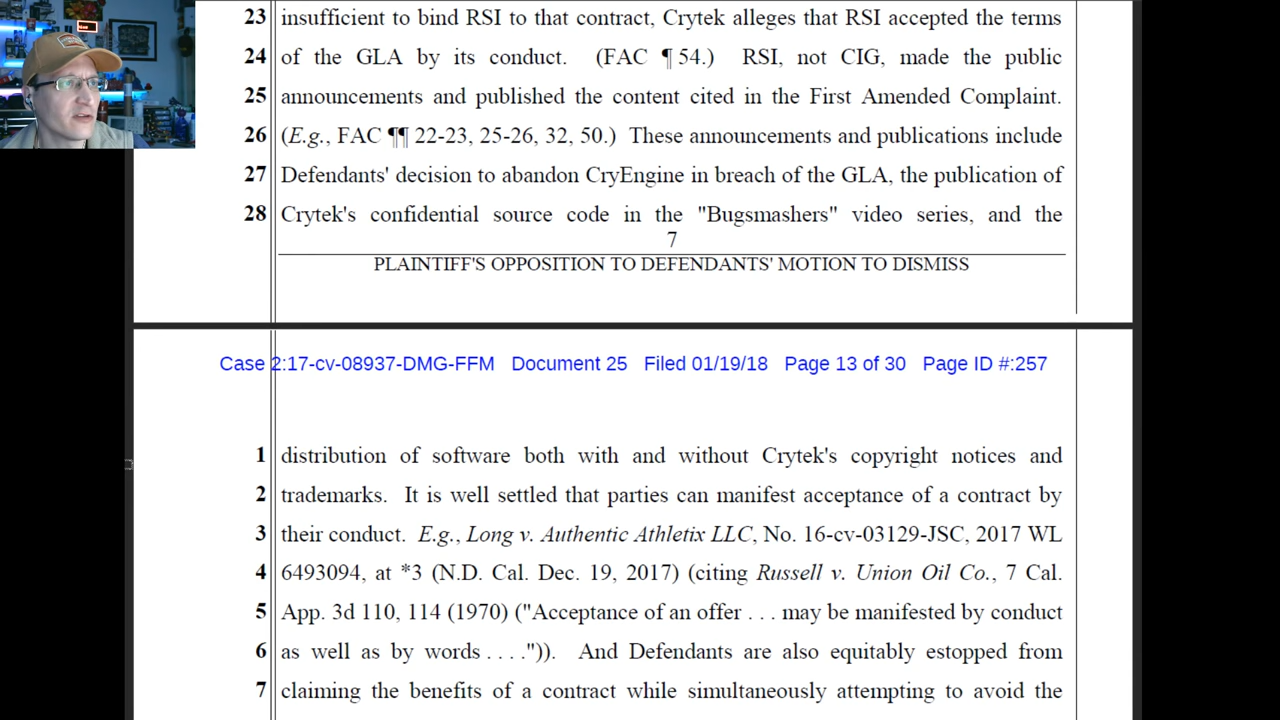 23 insufficient to bind RSI to that contract, Crytek alleges that RSI accepted the terms
24 of the GLA by its conduct. (FAC ¶ 54.) RSI, not CIG, made the public
25 announcements and published the content cited in the First Amended Complaint.
26 (E.g., FAC ¶¶ 22-23, 25-26, 32, 50.) These announcements and publications include
27 Defendants' decision to abandon CryEngine in breach of the GLA, the publication of
28 Crytek's confidential source code in the "Bugsmashers" video series, and the
7
PLAINTIFF'S OPPOSITION TO DEFENDANTS' MOTION TO DISMISS
Case 2:17-cv-08937-DMG-FFM Document 25 Filed 01/19/18 Page 13 of 30 Page ID #:257
1 distribution of software both with and without Crytek's copyright notices and
2 trademarks. It is well settled that parties can manifest acceptance of a contract by
3 their conduct. E.g., Long v. Authentic Athletix LLC, No. 16-cv-03129-JSC, 2017 WL
4 6493094, at *3 (N.D. Cal. Dec. 19, 2017) (citing Russell v. Union Oil Co., 7 Cal.
5 App. 3d 110, 114 (1970) ("Acceptance of an offer . . . may be manifested by conduct
6 as well as by words . . . .")). And Defendants are also equitably estopped from
7 claiming the benefits of a contract while simultaneously attempting to avoid the